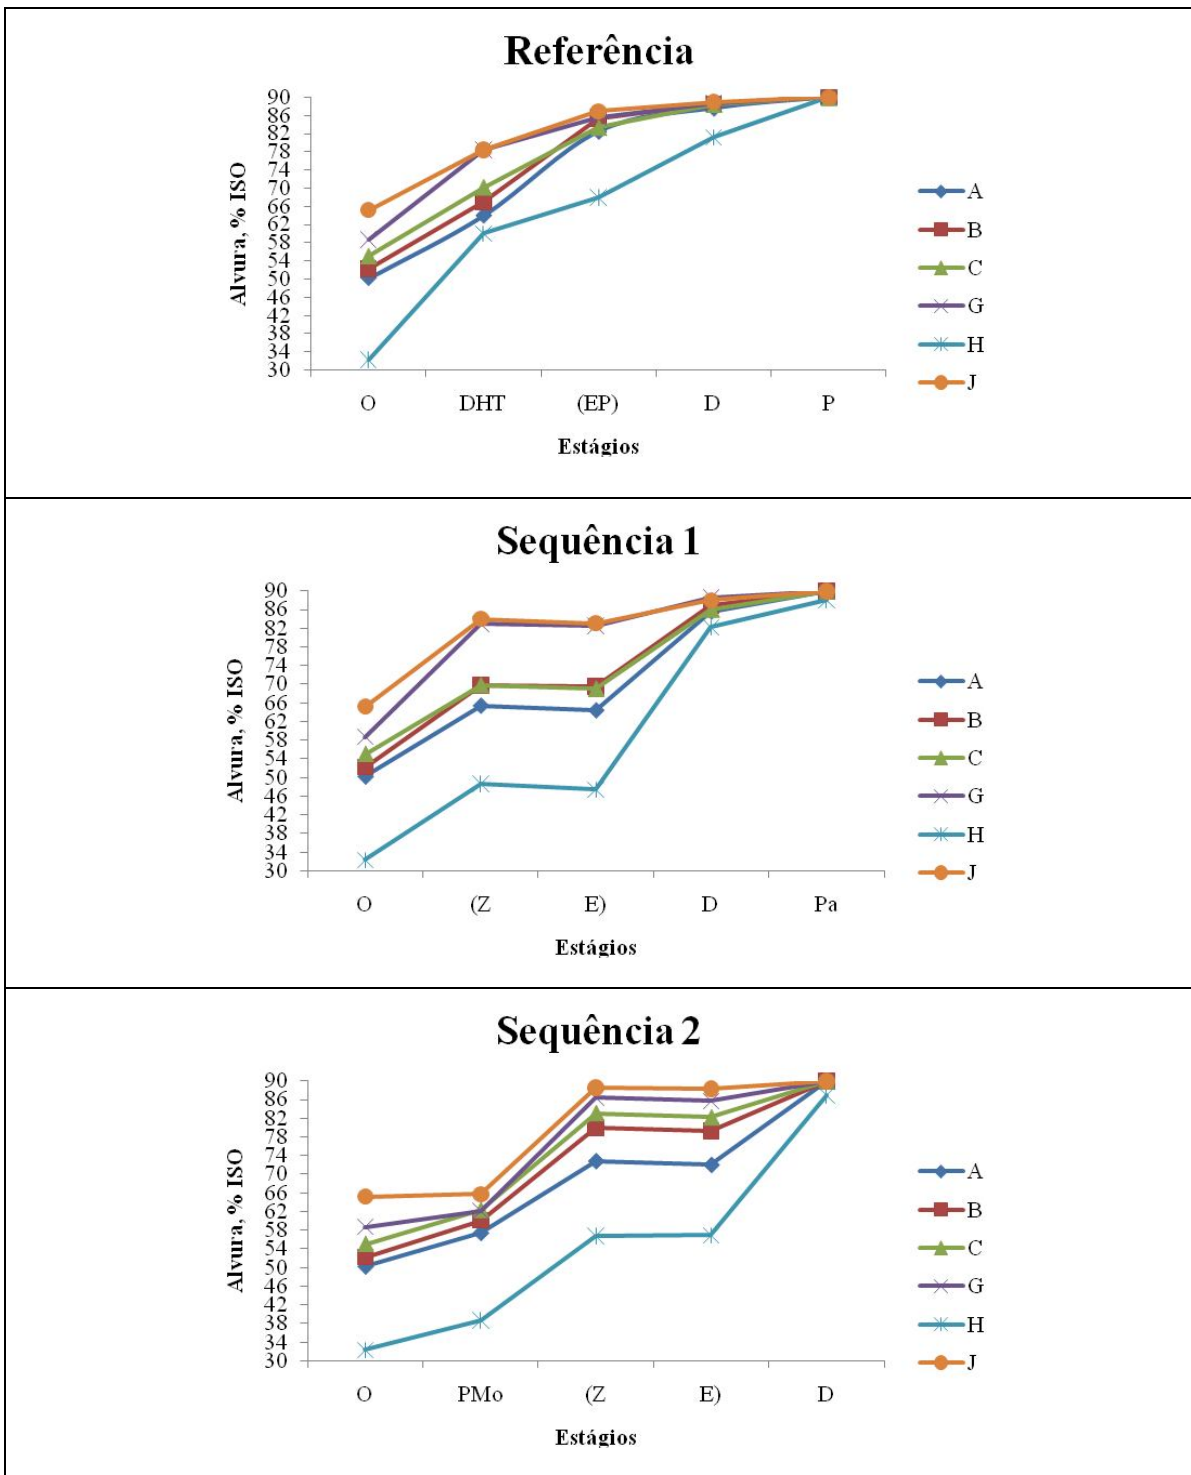 Referência
Alvura, % ISO
90
86
82
78
74
70
66
62
58
54
50
46
42
38
34
30
O DHT (EP) D P
Estágios
A
B
C
G
H
J
Sequência 1
Alvura, % ISO
90
86
82
78
74
70
66
62
58
54
50
46
42
38
34
30
O (Z E) D Pa
Estágios
A
B
C
G
H
J
Sequência 2
Alvura, % ISO
90
86
82
78
74
70
66
62
58
54
50
46
42
38
34
30
O PMo (Z E) D
Estágios
A
B
C
G
H
J